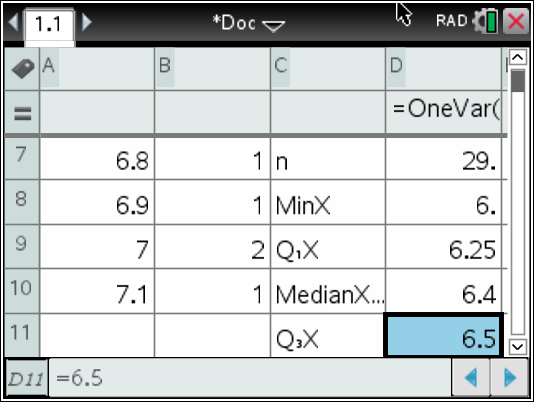 1.1 *Doc RAD
A B C D
= =OneVar(
7 6.8 1 n 29.
8 6.9 1 MinX 6.
9 7 2 Q₁X 6.25
10 7.1 1 MedianX... 6.4
11 Q₃X 6.5
D11 =6.5